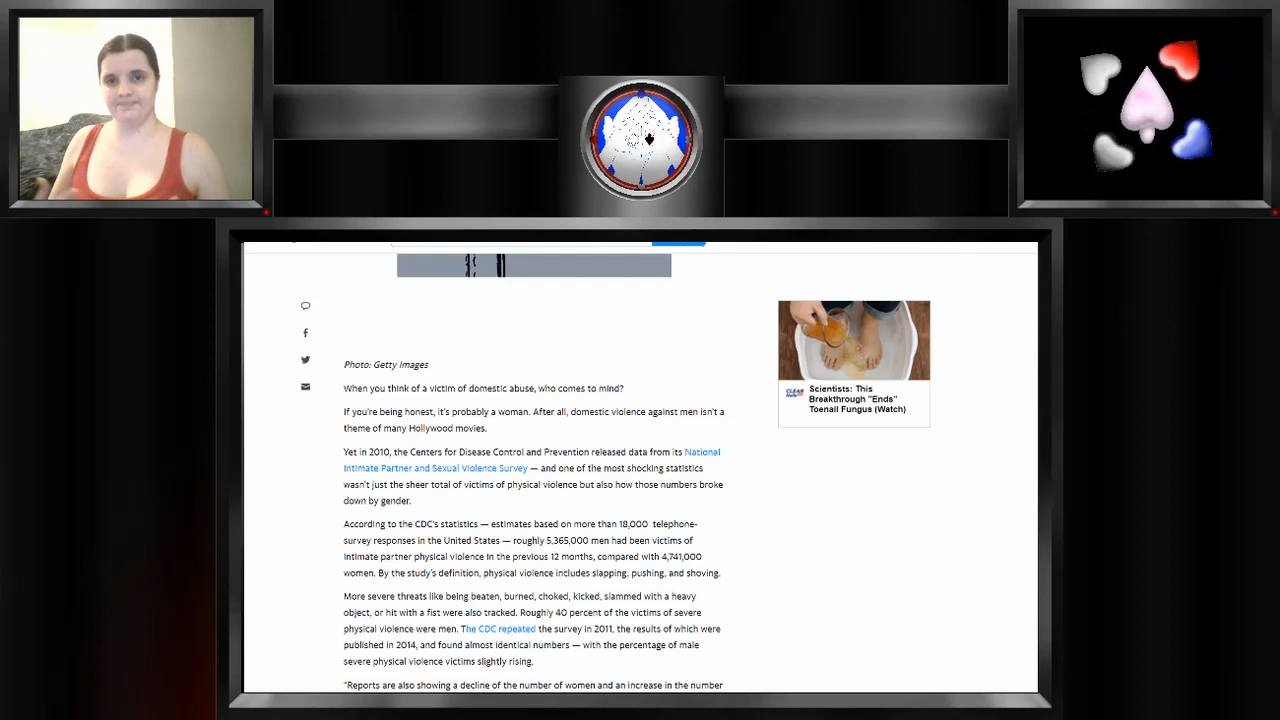 Photo: Getty Images
When you think of a victim of domestic abuse, who comes to mind?
If you're being honest, it's probably a woman. After all, domestic violence against men isn't a
theme of many Hollywood movies.
Yet in 2010, the Centers for Disease Control and Prevention released data from its National
Intimate Partner and Sexual Violence Survey — and one of the most shocking statistics
wasn't just the sheer total of victims of physical violence but also how those numbers broke
down by gender.
According to the CDC's statistics — estimates based on more than 18,000 telephone-
survey responses in the United States — roughly 5,365,000 men had been victims of
intimate partner physical violence in the previous 12 months, compared with 4,741,000
women. By the study's definition, physical violence includes slapping, pushing, and shoving.
More severe threats like being beaten, burned, choked, kicked, slammed with a heavy
object, or hit with a fist were also tracked. Roughly 40 percent of the victims of severe
physical violence were men. The CDC repeated the survey in 2011, the results of which were
published in 2014, and found almost identical numbers — with the percentage of male
severe physical violence victims slightly rising.
"Reports are also showing a decline of the number of women and an increase in the number
Scientists: This
Breakthrough "Ends"
Toenail Fungus (Watch)